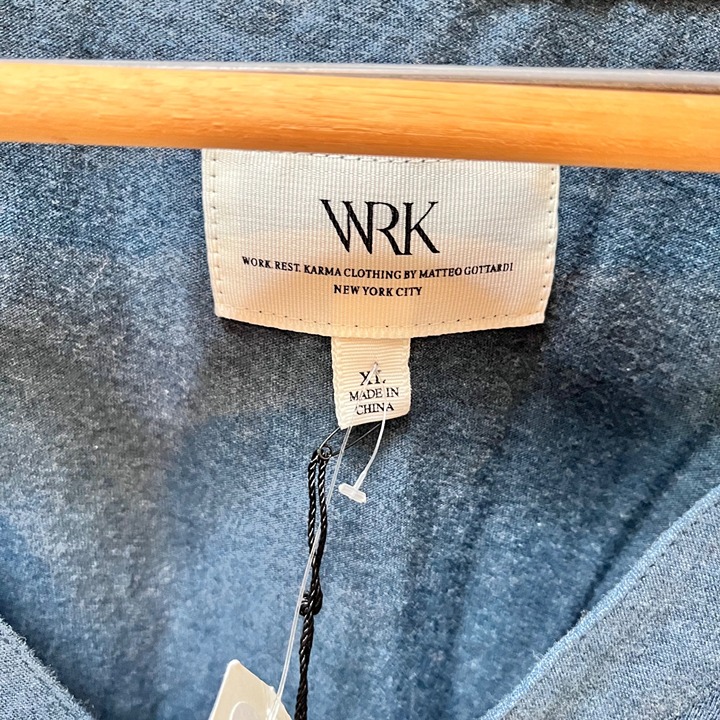 WRK
WORK. REST. KARMA CLOTHING BY MATTEO GOTTARDI
NEW YORK CITY
XL
MADE IN
CHINA